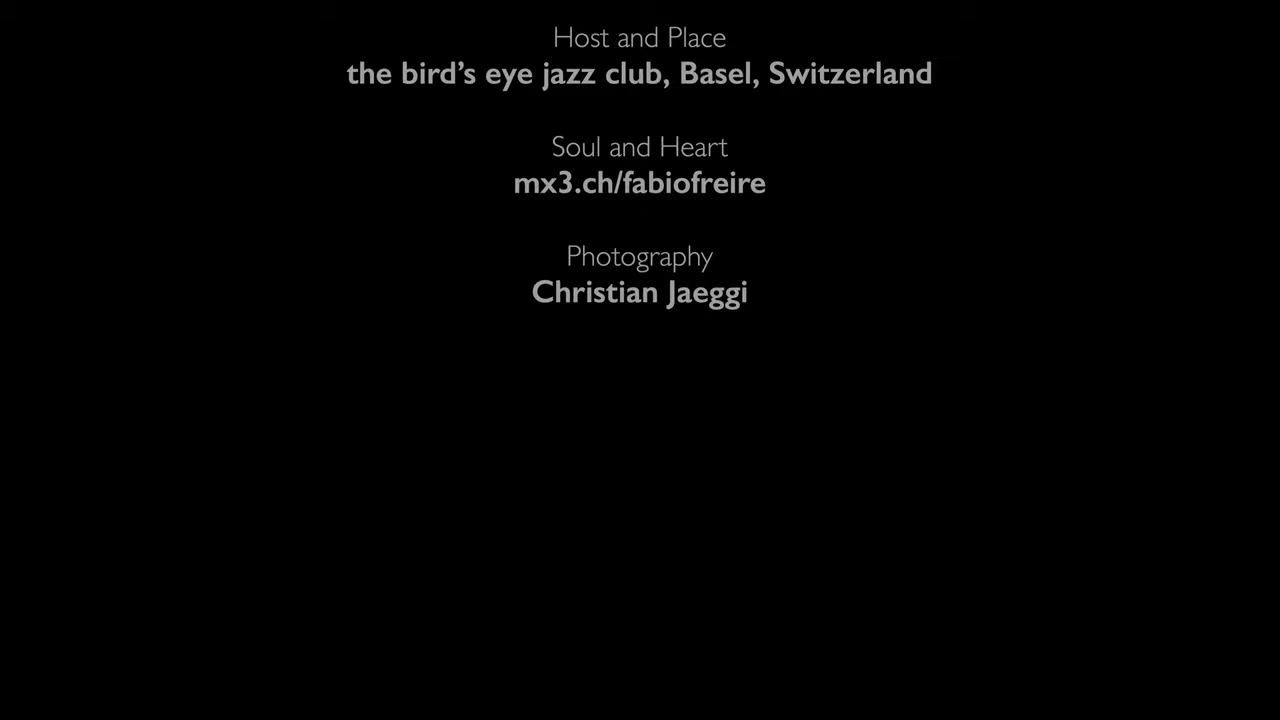 Host and Place
the bird’s eye jazz club, Basel, Switzerland
Soul and Heart
mx3.ch/fabiofreire
Photography
Christian Jaeggi